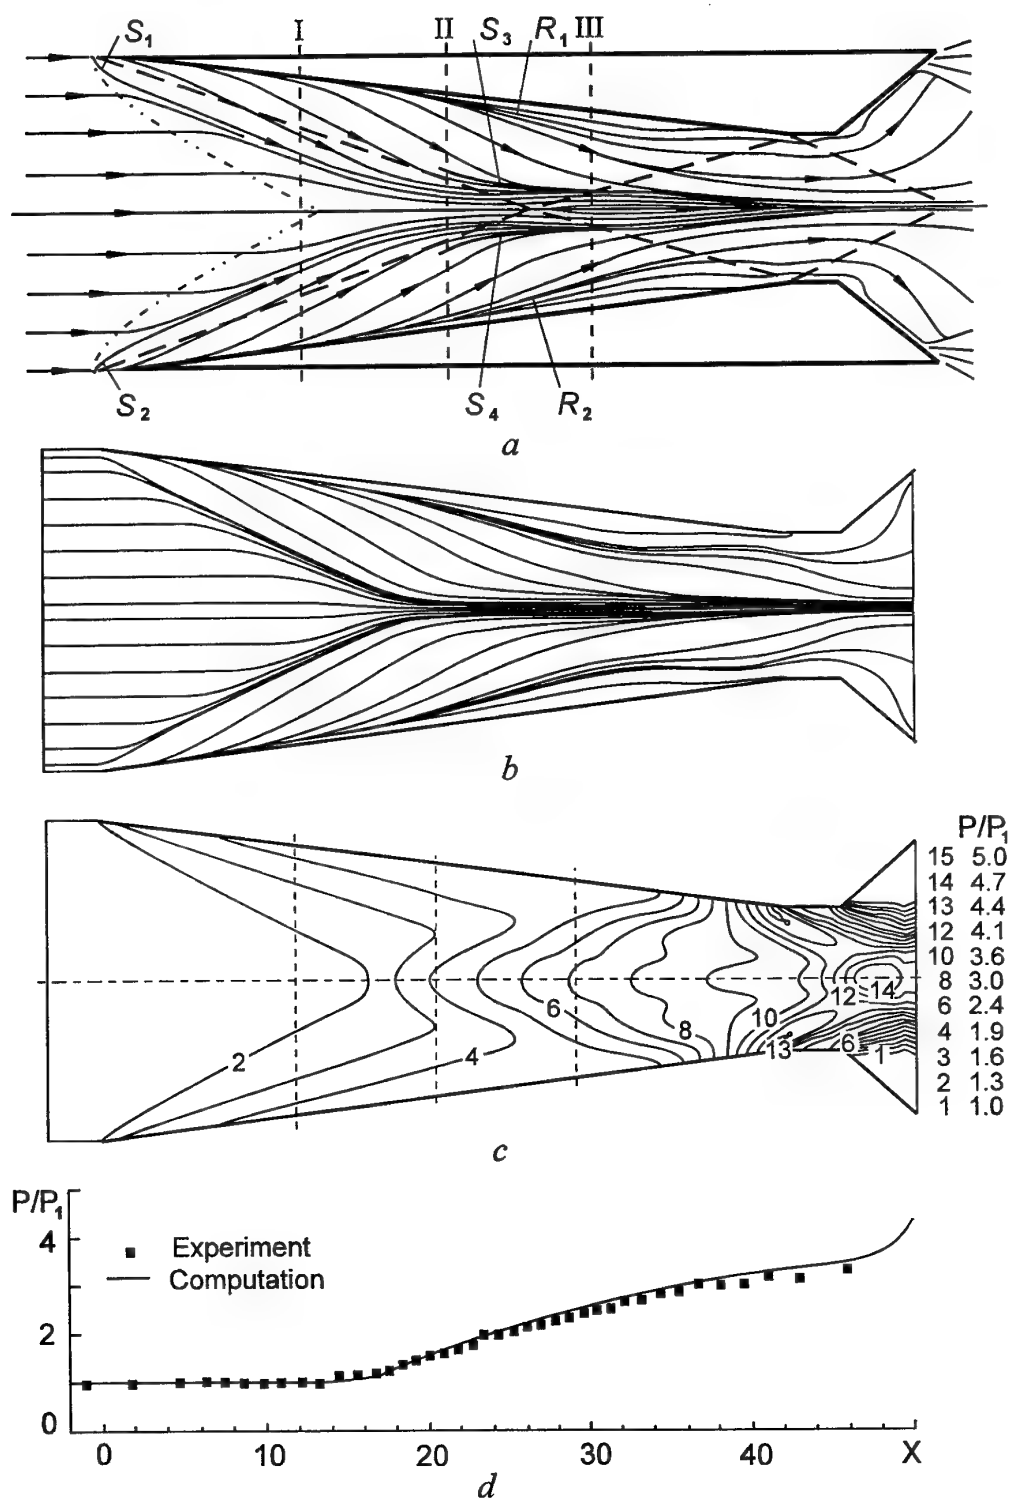 S₁ I II S₃ R₁ III
S₂ S₄ R₂
a
b
P/P₁
15 5.0
14 4.7
13 4.4
12 4.1
10 3.6
8 3.0
6 2.4
4 1.9
3 1.6
2 1.3
1 1.0
2 4 6 8 10 13 12 14 6 1
c
P/P₁
4
2
0
Experiment
Computation
0 10 20 30 40 X
d